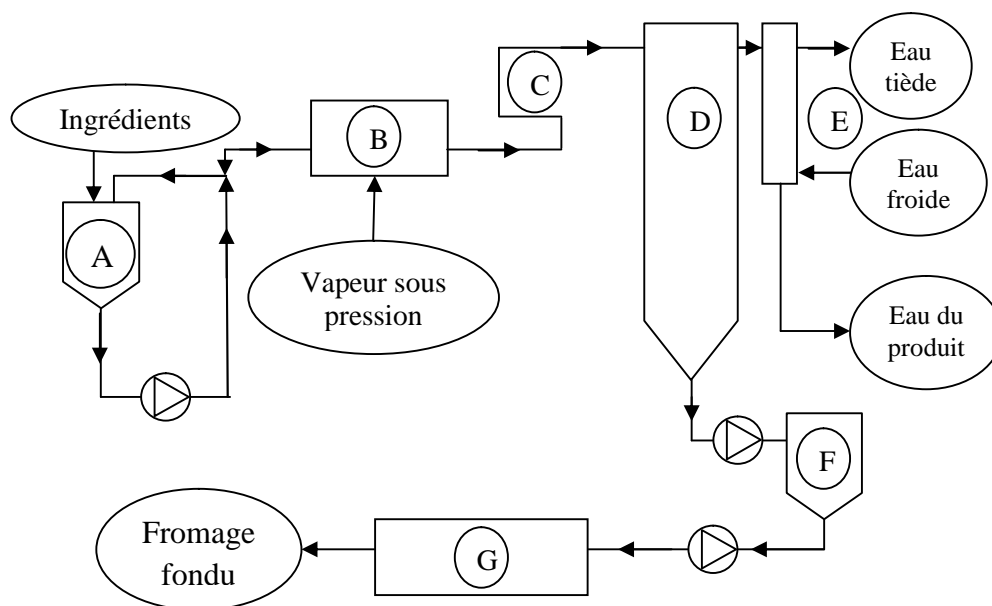 Ingrédients
A
B
Vapeur sous
pression
C
D
E
Eau
tiède
Eau
froide
Eau du
produit
F
G
Fromage
fondu